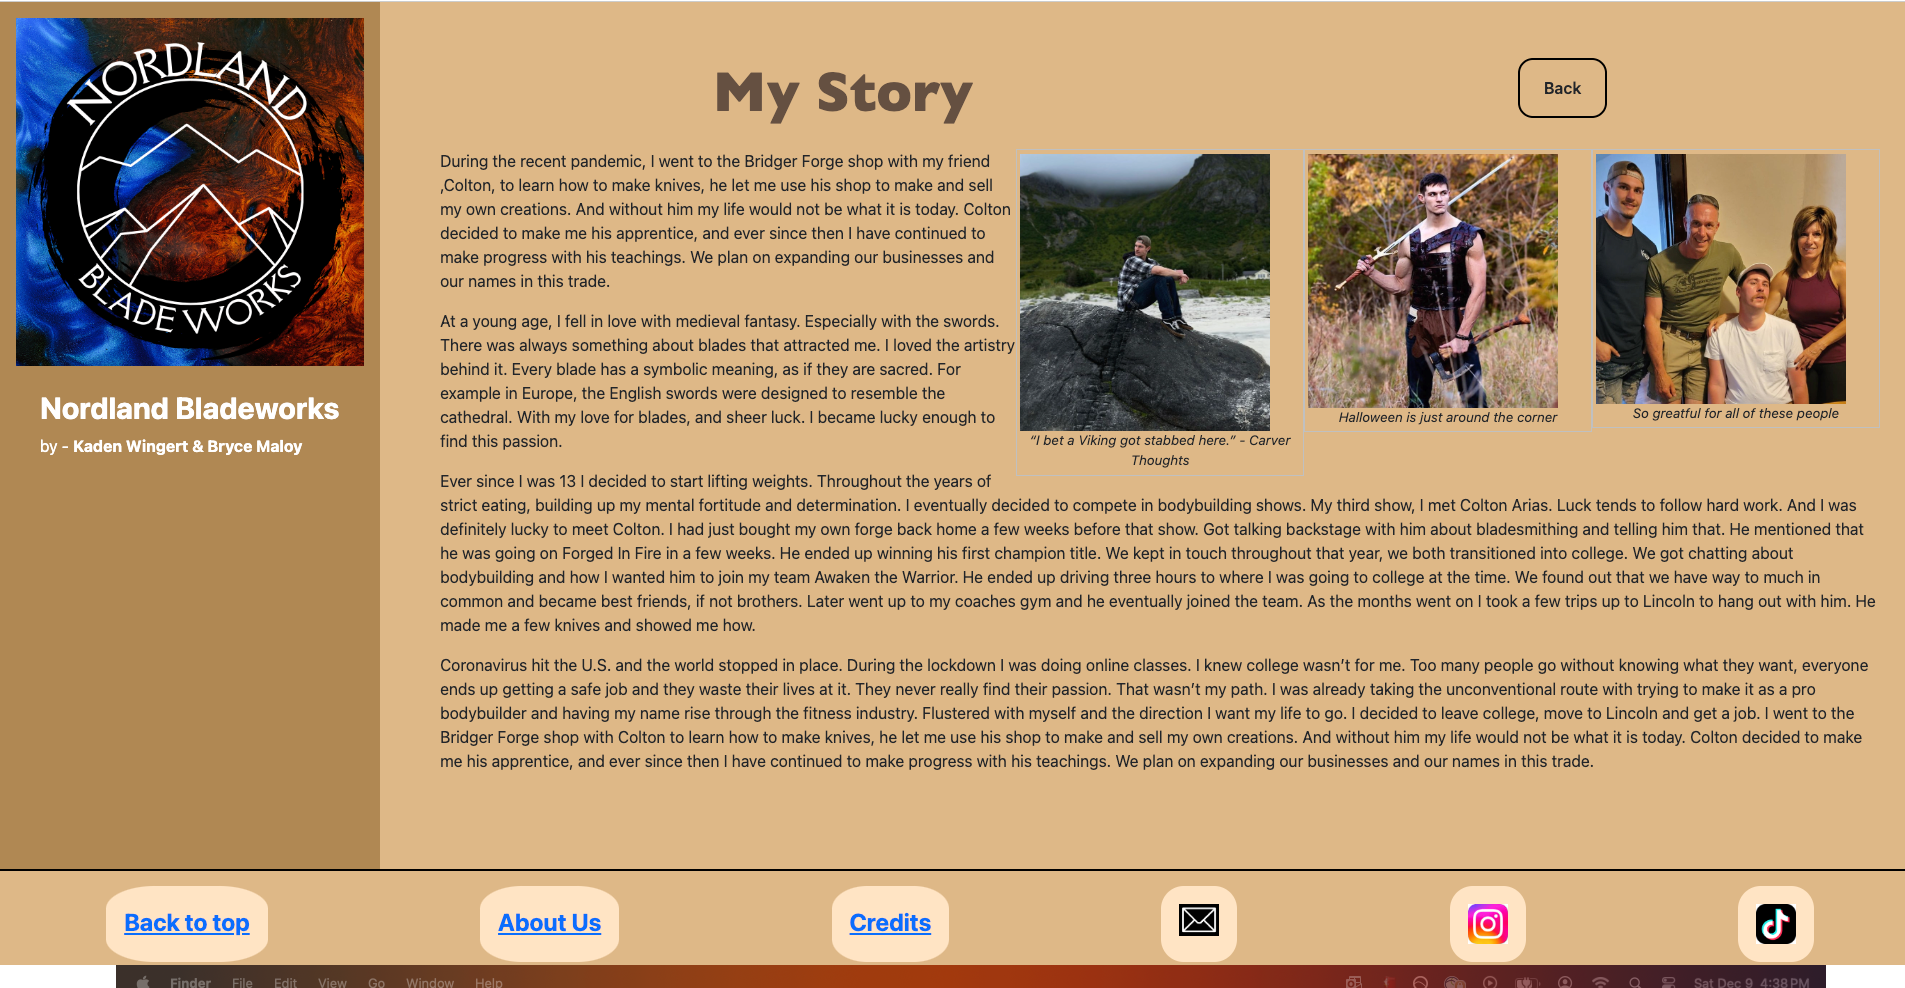 NORDLAND
BLADE WORKS
Nordland Bladeworks
by - Kaden Wingert & Bryce Maloy
My Story
Back
During the recent pandemic, I went to the Bridger Forge shop with my friend
,Colton, to learn how to make knives, he let me use his shop to make and sell
my own creations. And without him my life would not be what it is today. Colton
decided to make me his apprentice, and ever since then I have continued to
make progress with his teachings. We plan on expanding our businesses and
our names in this trade.
At a young age, I fell in love with medieval fantasy. Especially with the swords.
There was always something about blades that attracted me. I loved the artistry
behind it. Every blade has a symbolic meaning, as if they are sacred. For
example in Europe, the English swords were designed to resemble the
cathedral. With my love for blades, and sheer luck. I became lucky enough to
find this passion.
“I bet a Viking got stabbed here.” - Carver
Thoughts
Halloween is just around the corner
So greatful for all of these people
Ever since I was 13 I decided to start lifting weights. Throughout the years of
strict eating, building up my mental fortitude and determination. I eventually decided to compete in bodybuilding shows. My third show, I met Colton Arias. Luck tends to follow hard work. And I was
definitely lucky to meet Colton. I had just bought my own forge back home a few weeks before that show. Got talking backstage with him about bladesmithing and telling him that. He mentioned that
he was going on Forged In Fire in a few weeks. He ended up winning his first champion title. We kept in touch throughout that year, we both transitioned into college. We got chatting about
bodybuilding and how I wanted him to join my team Awaken the Warrior. He ended up driving three hours to where I was going to college at the time. We found out that we have way to much in
common and became best friends, if not brothers. Later went up to my coaches gym and he eventually joined the team. As the months went on I took a few trips up to Lincoln to hang out with him. He
made me a few knives and showed me how.
Coronavirus hit the U.S. and the world stopped in place. During the lockdown I was doing online classes. I knew college wasn’t for me. Too many people go without knowing what they want, everyone
ends up getting a safe job and they waste their lives at it. They never really find their passion. That wasn’t my path. I was already taking the unconventional route with trying to make it as a pro
bodybuilder and having my name rise through the fitness industry. Flustered with myself and the direction I want my life to go. I decided to leave college, move to Lincoln and get a job. I went to the
Bridger Forge shop with Colton to learn how to make knives, he let me use his shop to make and sell my own creations. And without him my life would not be what it is today. Colton decided to make
me his apprentice, and ever since then I have continued to make progress with his teachings. We plan on expanding our businesses and our names in this trade.
Back to top
About Us
Credits
Finder File Edit View Go Window Help
Sat Dec 9 4:38 PM